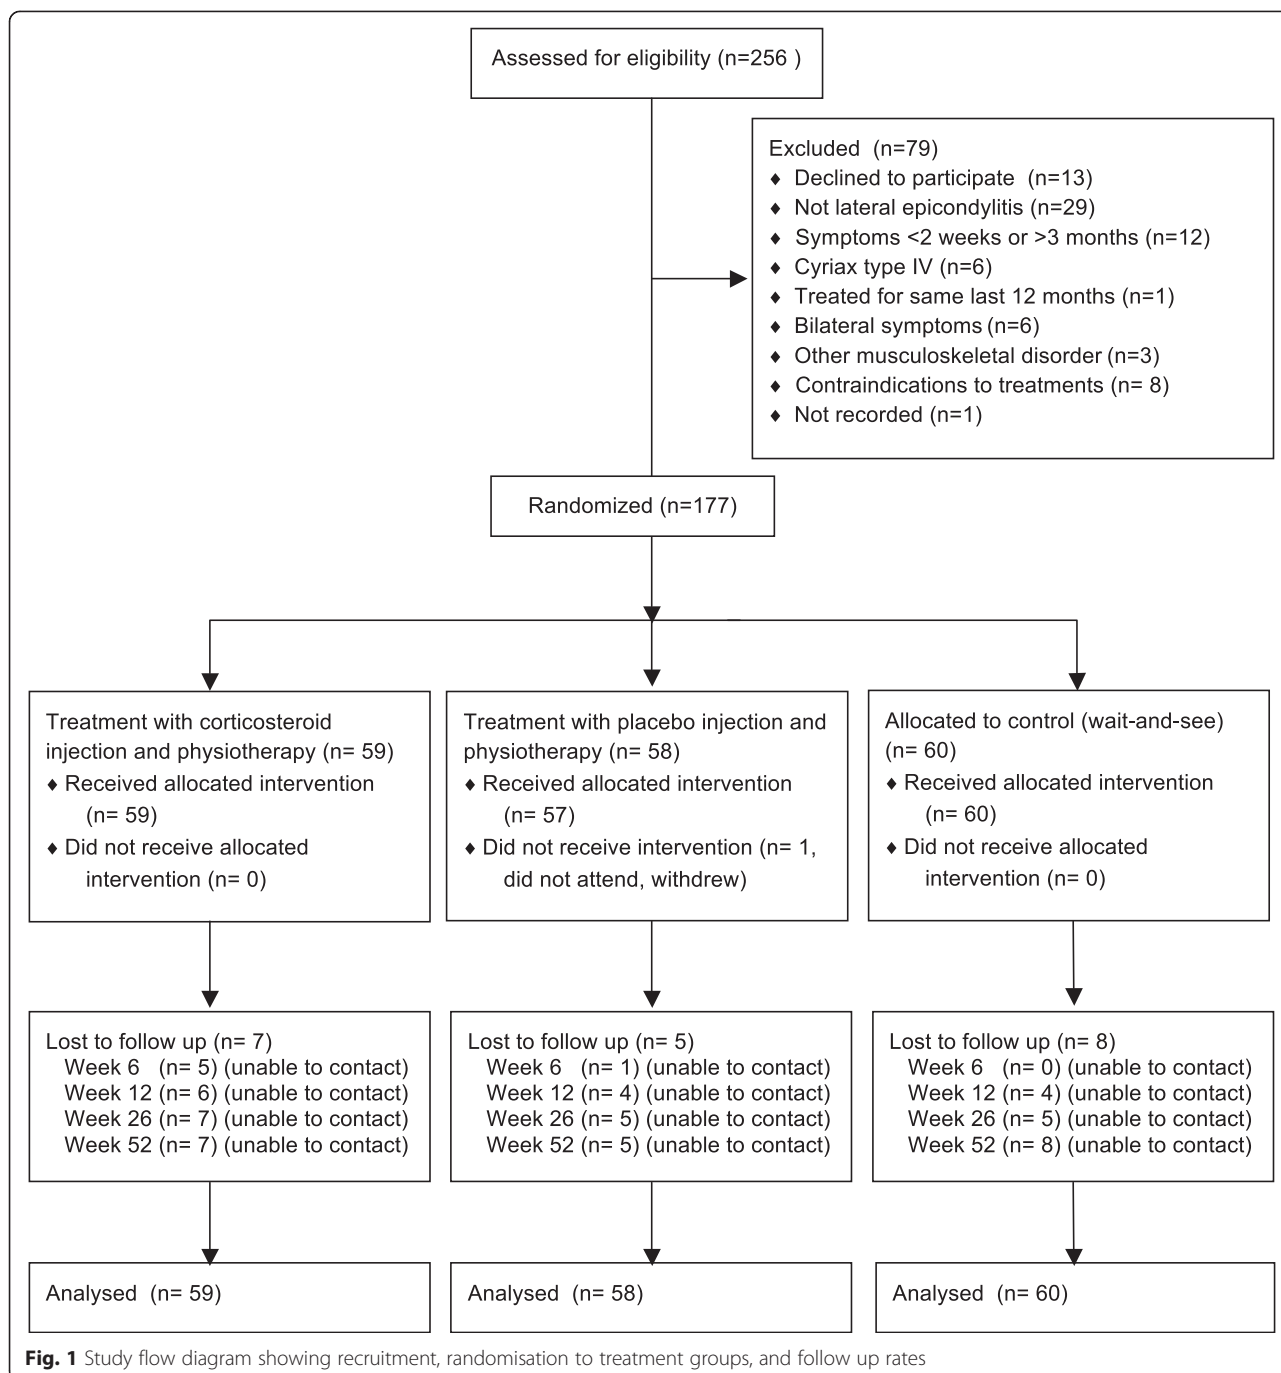 Assessed for eligibility (n=256 )
Excluded (n=79)
♦ Declined to participate (n=13)
♦ Not lateral epicondylitis (n=29)
♦ Symptoms <2 weeks or >3 months (n=12)
♦ Cyriax type IV (n=6)
♦ Treated for same last 12 months (n=1)
♦ Bilateral symptoms (n=6)
♦ Other musculoskeletal disorder (n=3)
♦ Contraindications to treatments (n= 8)
♦ Not recorded (n=1)
Randomized (n=177)
Treatment with corticosteroid
injection and physiotherapy (n= 59)
♦ Received allocated intervention
(n= 59)
♦ Did not receive allocated
intervention (n= 0)
Treatment with placebo injection and
physiotherapy (n= 58)
♦ Received allocated intervention
(n= 57)
♦ Did not receive intervention (n= 1,
did not attend, withdrew)
Allocated to control (wait-and-see)
(n= 60)
♦ Received allocated intervention
(n= 60)
♦ Did not receive allocated
intervention (n= 0)
Lost to follow up (n= 7)
Week 6 (n= 5) (unable to contact)
Week 12 (n= 6) (unable to contact)
Week 26 (n= 7) (unable to contact)
Week 52 (n= 7) (unable to contact)
Lost to follow up (n= 5)
Week 6 (n= 1) (unable to contact)
Week 12 (n= 4) (unable to contact)
Week 26 (n= 5) (unable to contact)
Week 52 (n= 5) (unable to contact)
Lost to follow up (n= 8)
Week 6 (n= 0) (unable to contact)
Week 12 (n= 4) (unable to contact)
Week 26 (n= 5) (unable to contact)
Week 52 (n= 8) (unable to contact)
Analysed (n= 59)
Analysed (n= 58)
Analysed (n= 60)
Fig. 1 Study flow diagram showing recruitment, randomisation to treatment groups, and follow up rates